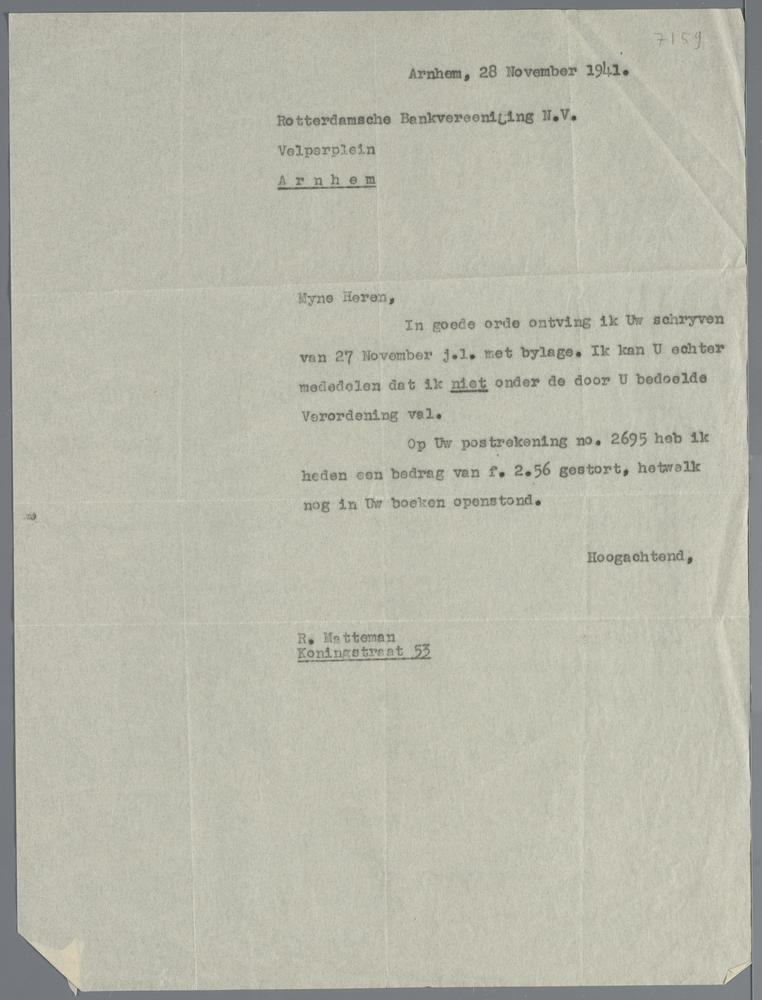 7159
Arnhem, 28 November 1941.
Rotterdamsche Bankvereeniging N.V.
Velperplein
A r n h e m
Myne Heren,
In goede orde ontving ik Uw schryven
van 27 November j.l. met bylage. Ik kan U echter
mededelen dat ik niet onder de door U bedoelde
Verordening val.
Op Uw postrekening no. 2695 heb ik
heden een bedrag van f. 2.56 gestort, hetwelk
nog in Uw boeken openstond.
Hoogachtend,
R. Matteman
Koningstraat 53